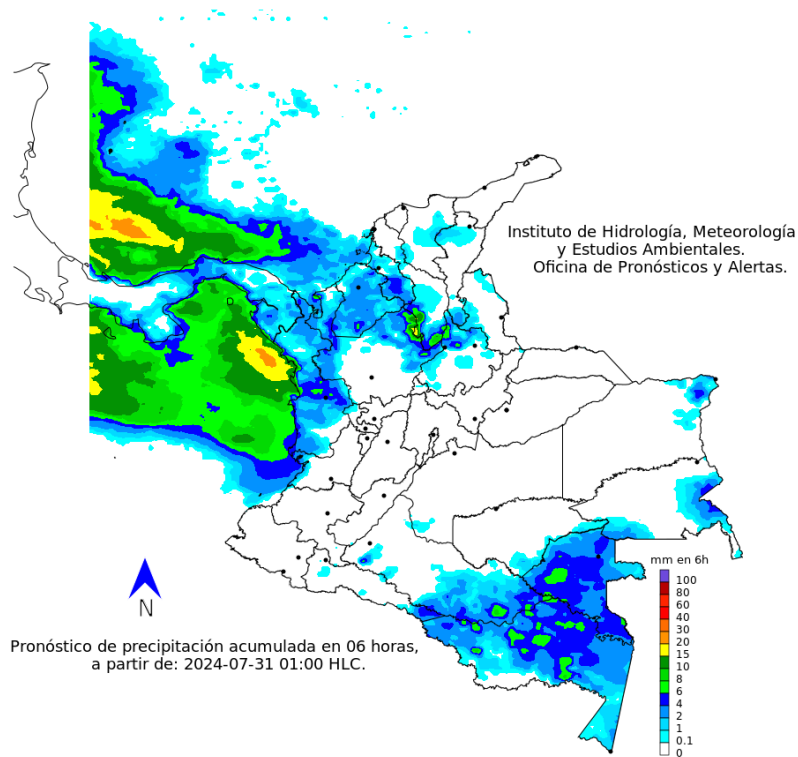 Instituto de Hidrología, Meteorología
y Estudios Ambientales.
Oficina de Pronósticos y Alertas.
mm en 6h
100
80
60
40
30
20
15
10
8
6
4
2
1
0.1
0
N
Pronóstico de precipitación acumulada en 06 horas,
a partir de: 2024-07-31 01:00 HLC.